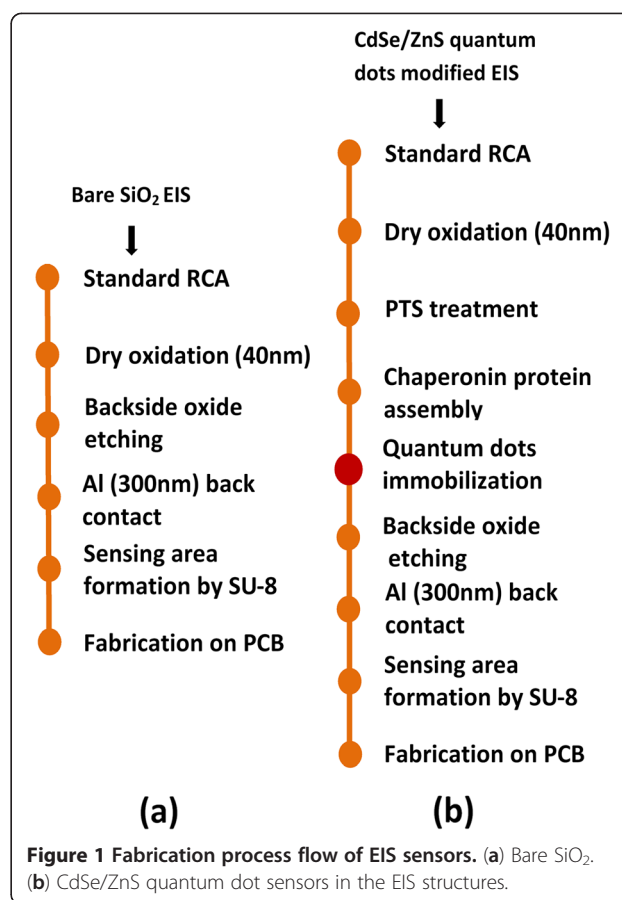 Bare SiO₂ EIS
Standard RCA
Dry oxidation (40nm)
Backside oxide
etching
Al (300nm) back
contact
Sensing area
formation by SU-8
Fabrication on PCB
(a)
CdSe/ZnS quantum
dots modified EIS
Standard RCA
Dry oxidation (40nm)
PTS treatment
Chaperonin protein
assembly
Quantum dots
immobilization
Backside oxide
etching
Al (300nm) back
contact
Sensing area
formation by SU-8
Fabrication on PCB
(b)
Figure 1 Fabrication process flow of EIS sensors. (a) Bare SiO₂.
(b) CdSe/ZnS quantum dot sensors in the EIS structures.